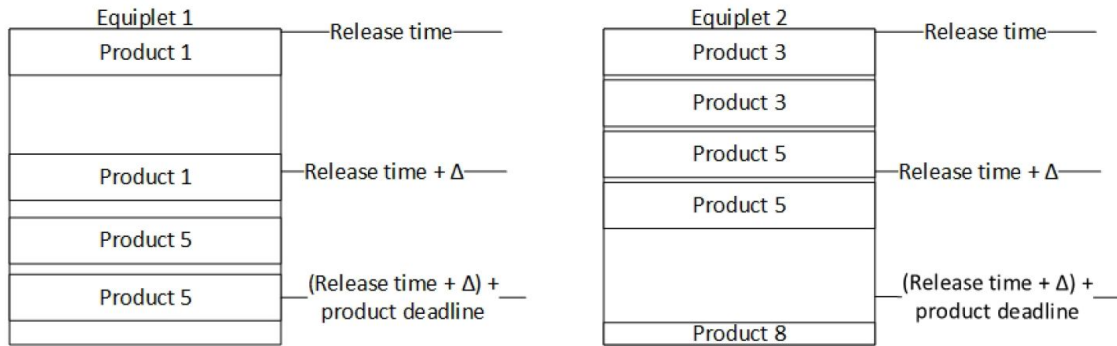 Equiplet 1
Release time
Product 1
Product 1
Release time + Δ
Product 5
Product 5
(Release time + Δ) +
product deadline
Equiplet 2
Release time
Product 3
Product 3
Product 5
Release time + Δ
Product 5
(Release time + Δ) +
product deadline
Product 8